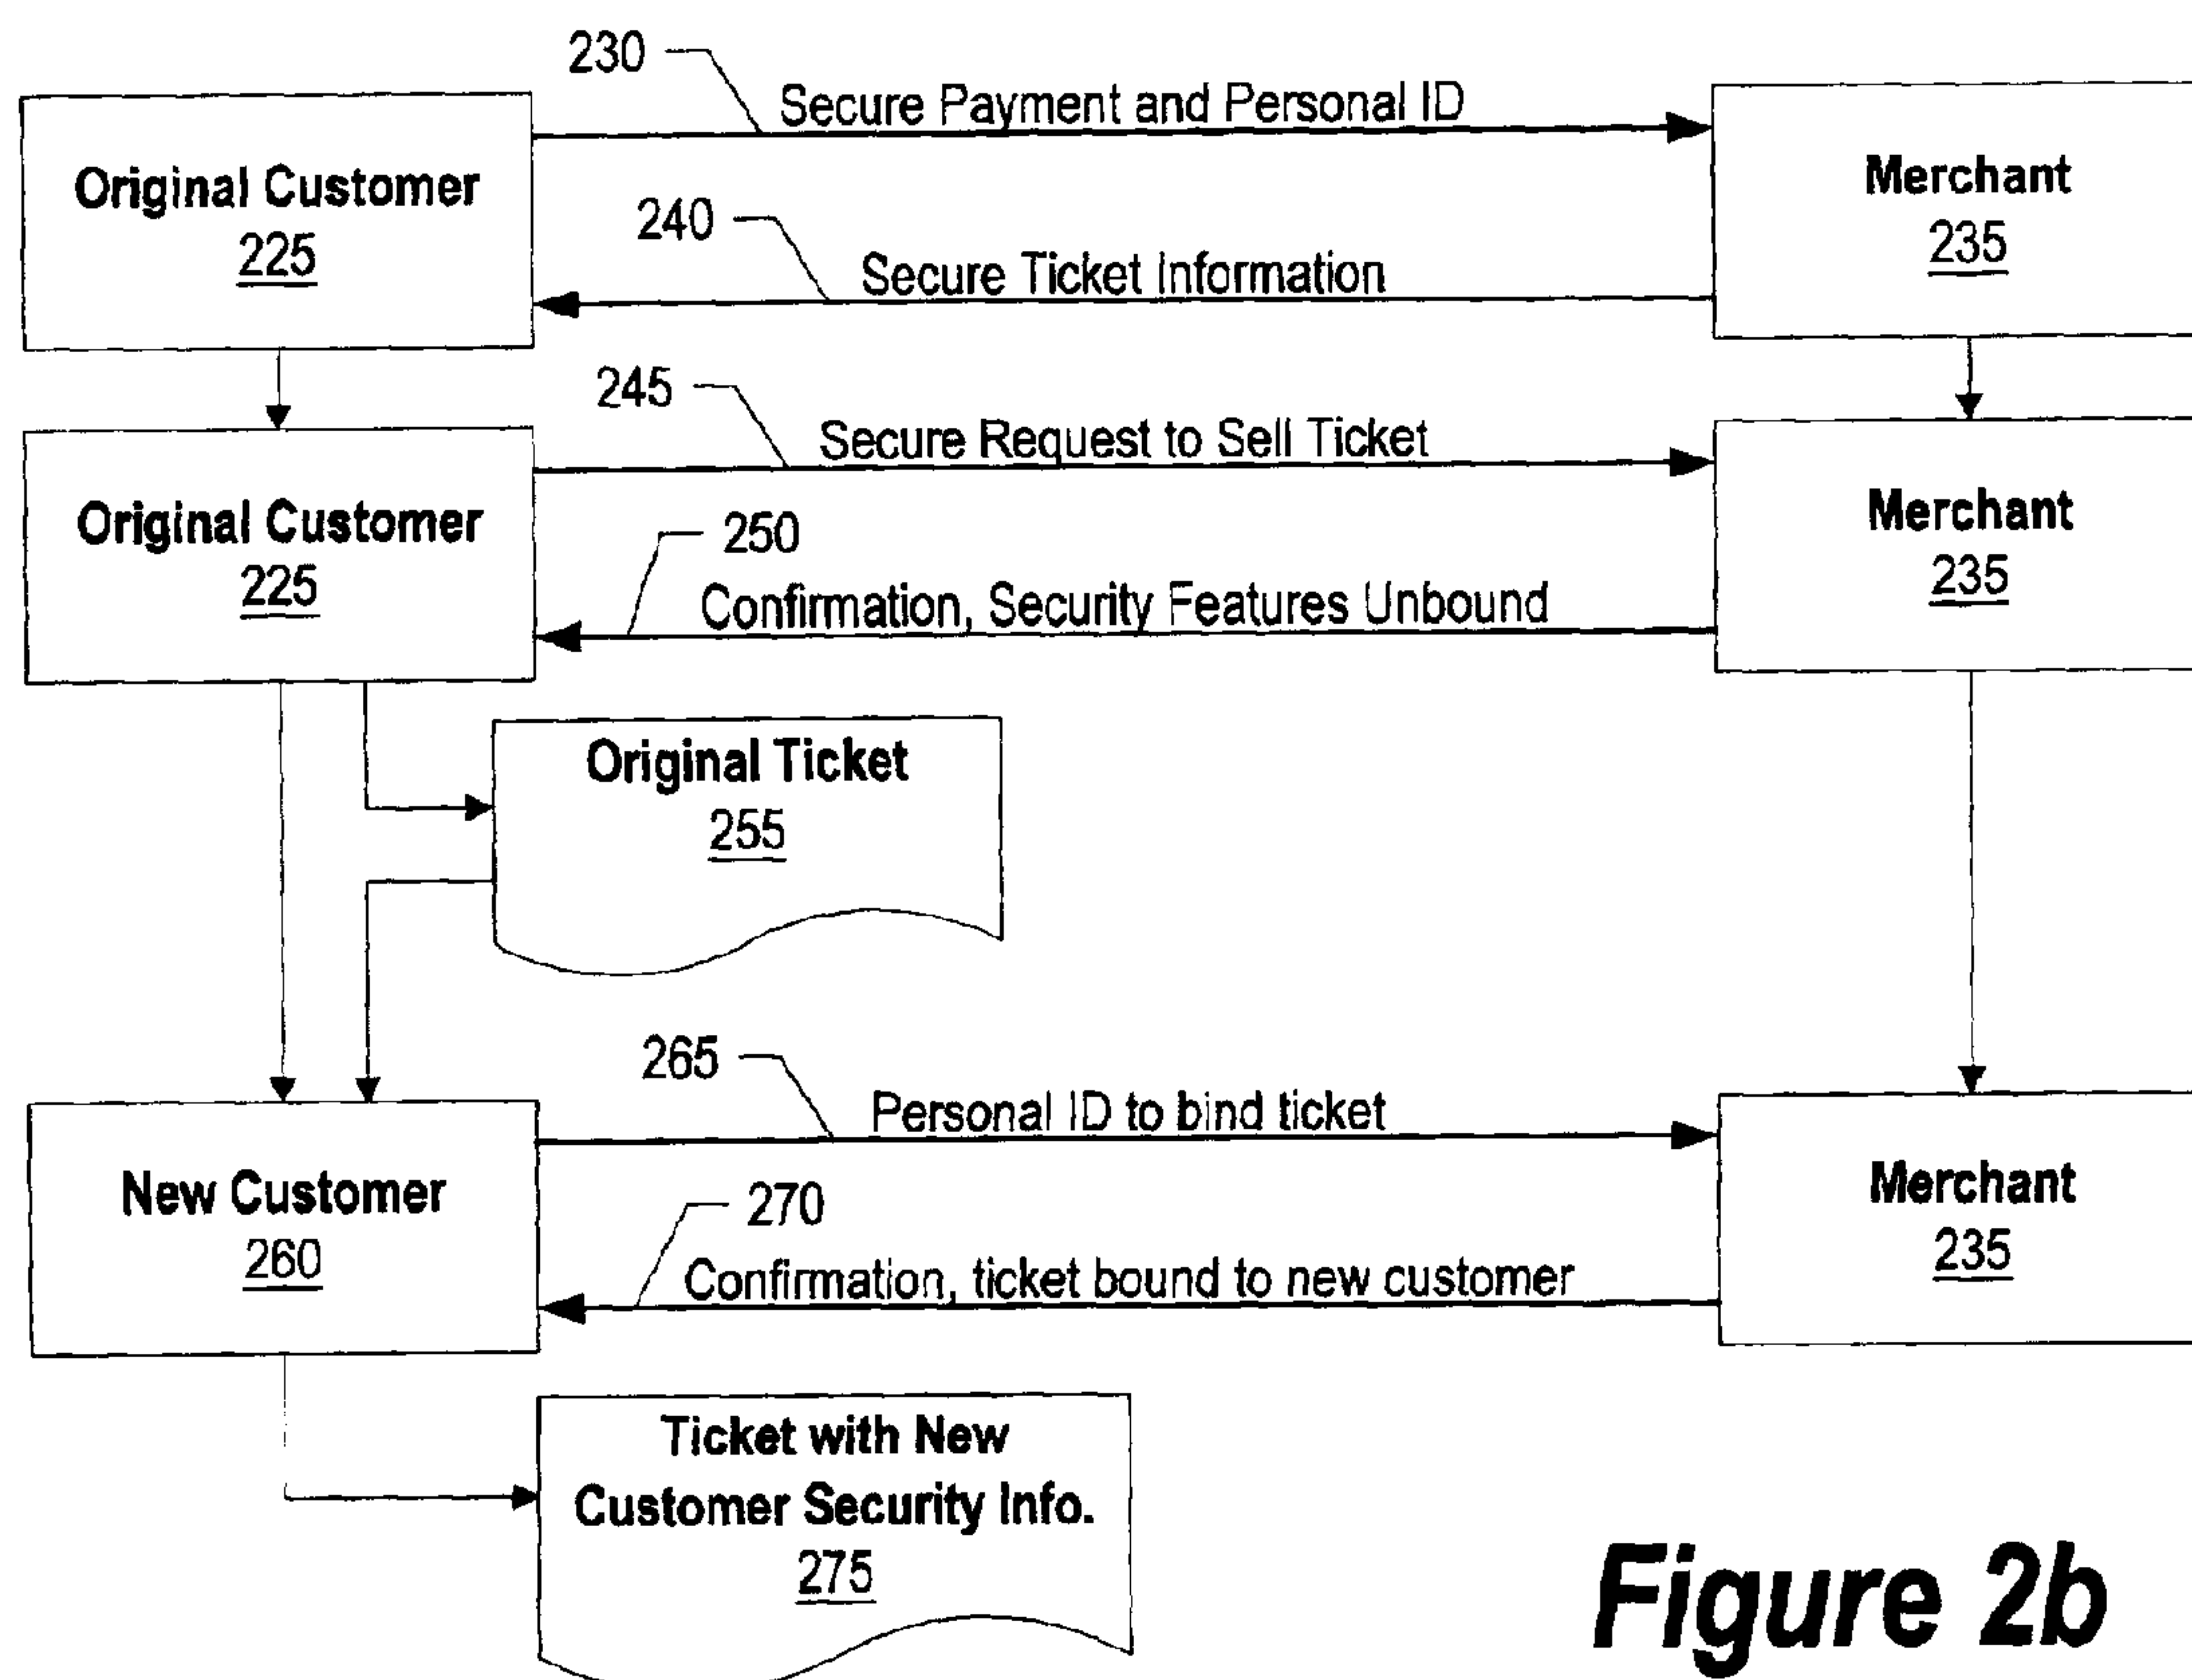 230
Secure Payment and Personal ID
Original Customer
225
Merchant
235
240
Secure Ticket Information
245
Secure Request to Sell Ticket
Original Customer
225
Merchant
235
250
Confirmation, Security Features Unbound
Original Ticket
255
265
Personal ID to bind ticket
New Customer
260
Merchant
235
270
Confirmation, ticket bound to new customer
Ticket with New
Customer Security Info.
275
Figure 2b